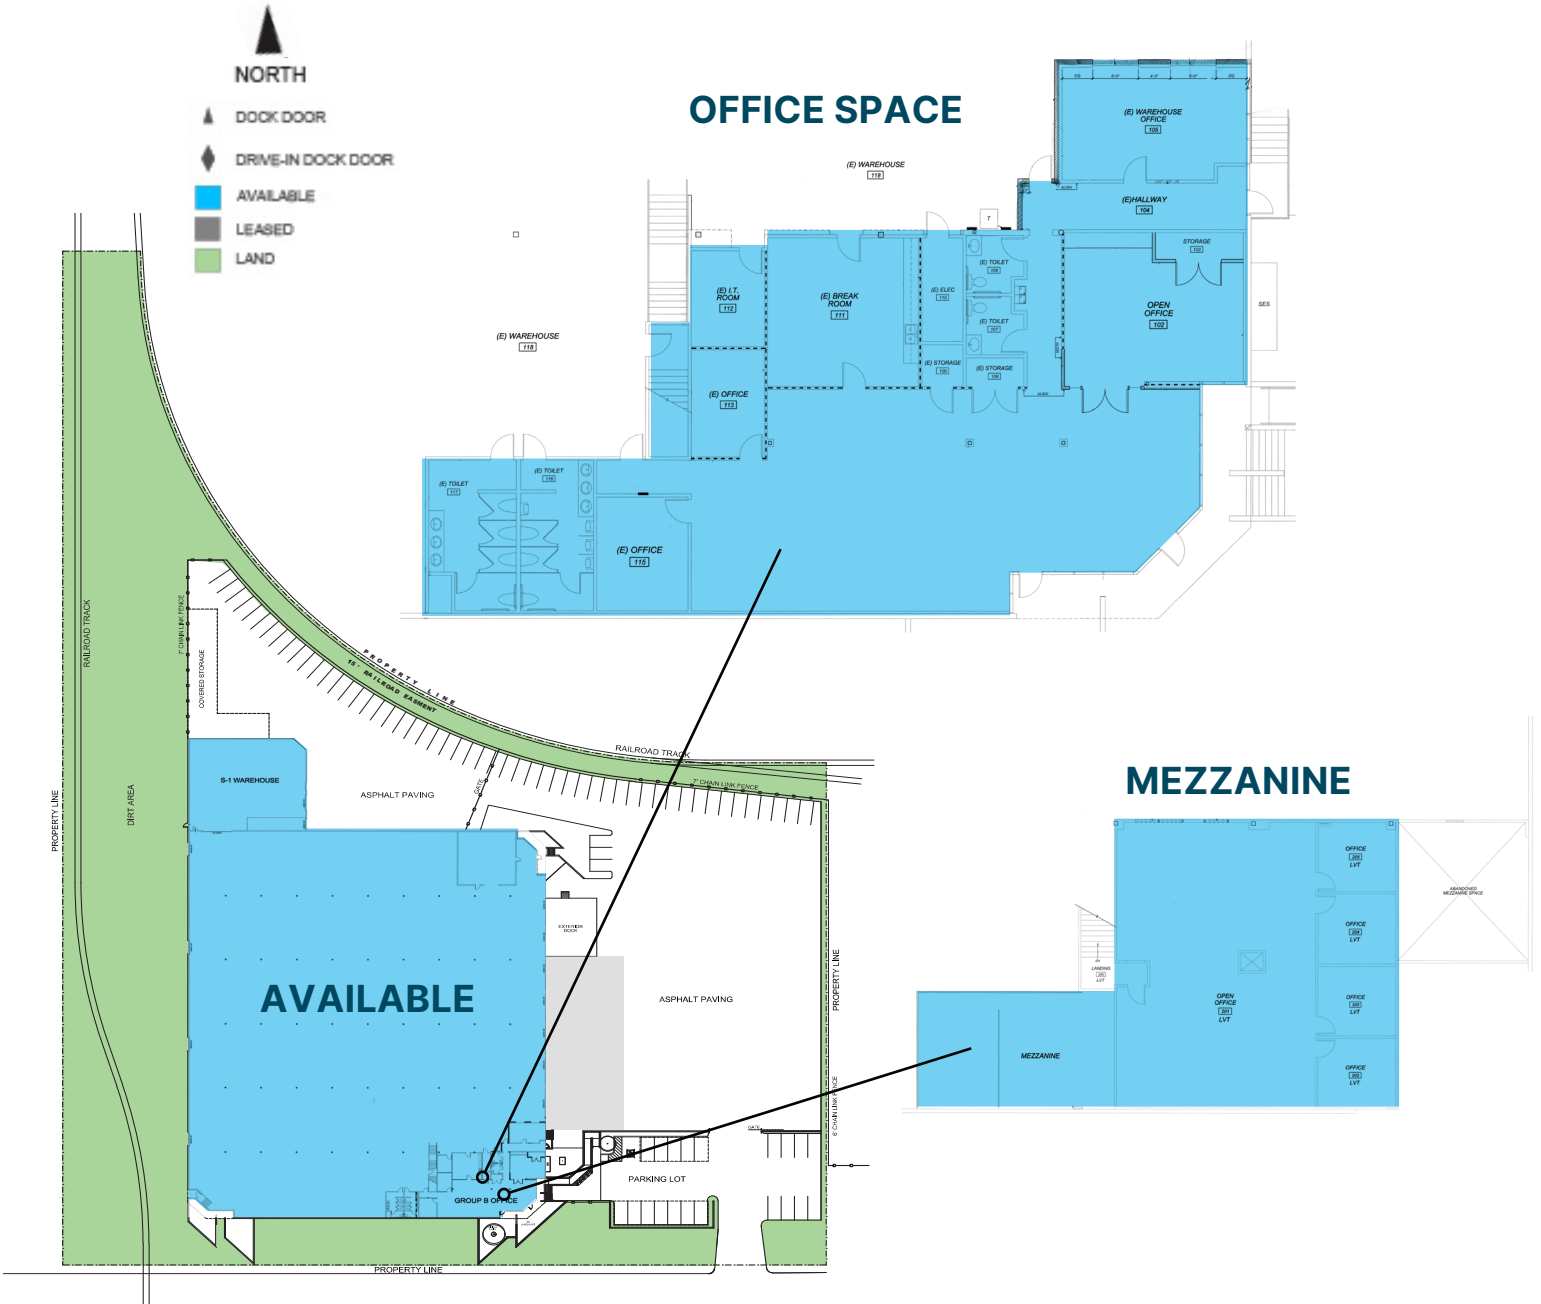 NORTH
DOCK DOOR
DRIVE-IN DOCK DOOR
AVAILABLE
LEASED
LAND
OFFICE SPACE
(E) WAREHOUSE
118
EQ
EQ
(E) WAREHOUSE
OFFICE
105
ALIGN
(E)HALLWAY
104
T
STORAGE
103
(E) TOILET
106
(E) I.T.
ROOM
112
(E) BREAK
ROOM
111
(E) ELEC
110
OPEN
OFFICE
102
SES
(E) TOILET
107
(E) WAREHOUSE
118
(E) STORAGE
109
(E) STORAGE
108
(E) OFFICE
113
ALIGN
(E) TOILET
117
(E) TOILET
116
(E) OFFICE
115
RAILROAD TRACK
7' CHAIN LINK FENCE
COVERED STORAGE
PROPERTY LINE
15' RAILROAD EASMENT
RAILROAD TRACK
7' CHAIN LINK FENCE
GATE
S-1 WAREHOUSE
ASPHALT PAVING
PROPERTY LINE
DIRT AREA
EXTERIOR
DOCK
AVAILABLE
ASPHALT PAVING
PROPERTY LINE
6' CHAIN LINK FENCE
GATE
PARKING LOT
GROUP B OFFICE
PROPERTY LINE
MEZZANINE
OFFICE
205
LVT
ABANDONED
MEZZANINE SPACE
OFFICE
204
LVT
LANDING
LVT
OPEN
OFFICE
201
LVT
OFFICE
203
LVT
MEZZANINE
OFFICE
202
LVT